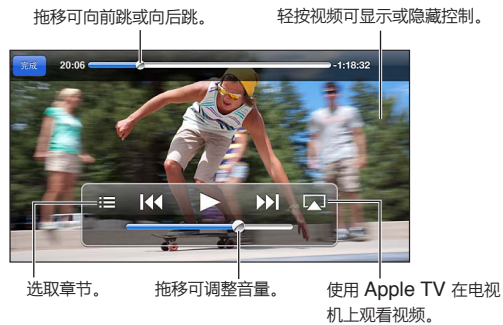 拖移可向前跳或向后跳。
轻按视频可显示或隐藏控制。
完成
20:06
-1:18:32
选取章节。
拖移可调整音量。
使用 Apple TV 在电视
机上观看视频。